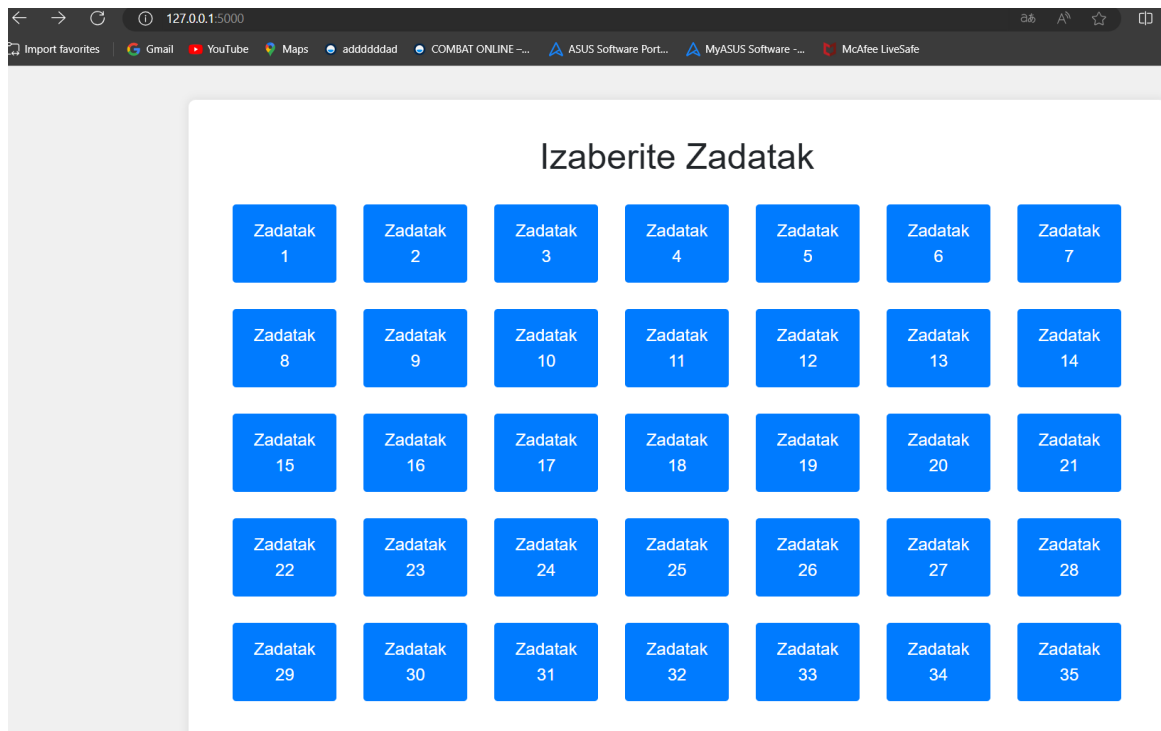 127.0.0.1:5000
Import favorites Gmail YouTube Maps adddddad COMBAT ONLINE –... ASUS Software Port... MyASUS Software -... McAfee LiveSafe
Izaberite Zadatak
Zadatak
1
Zadatak
2
Zadatak
3
Zadatak
4
Zadatak
5
Zadatak
6
Zadatak
7
Zadatak
8
Zadatak
9
Zadatak
10
Zadatak
11
Zadatak
12
Zadatak
13
Zadatak
14
Zadatak
15
Zadatak
16
Zadatak
17
Zadatak
18
Zadatak
19
Zadatak
20
Zadatak
21
Zadatak
22
Zadatak
23
Zadatak
24
Zadatak
25
Zadatak
26
Zadatak
27
Zadatak
28
Zadatak
29
Zadatak
30
Zadatak
31
Zadatak
32
Zadatak
33
Zadatak
34
Zadatak
35